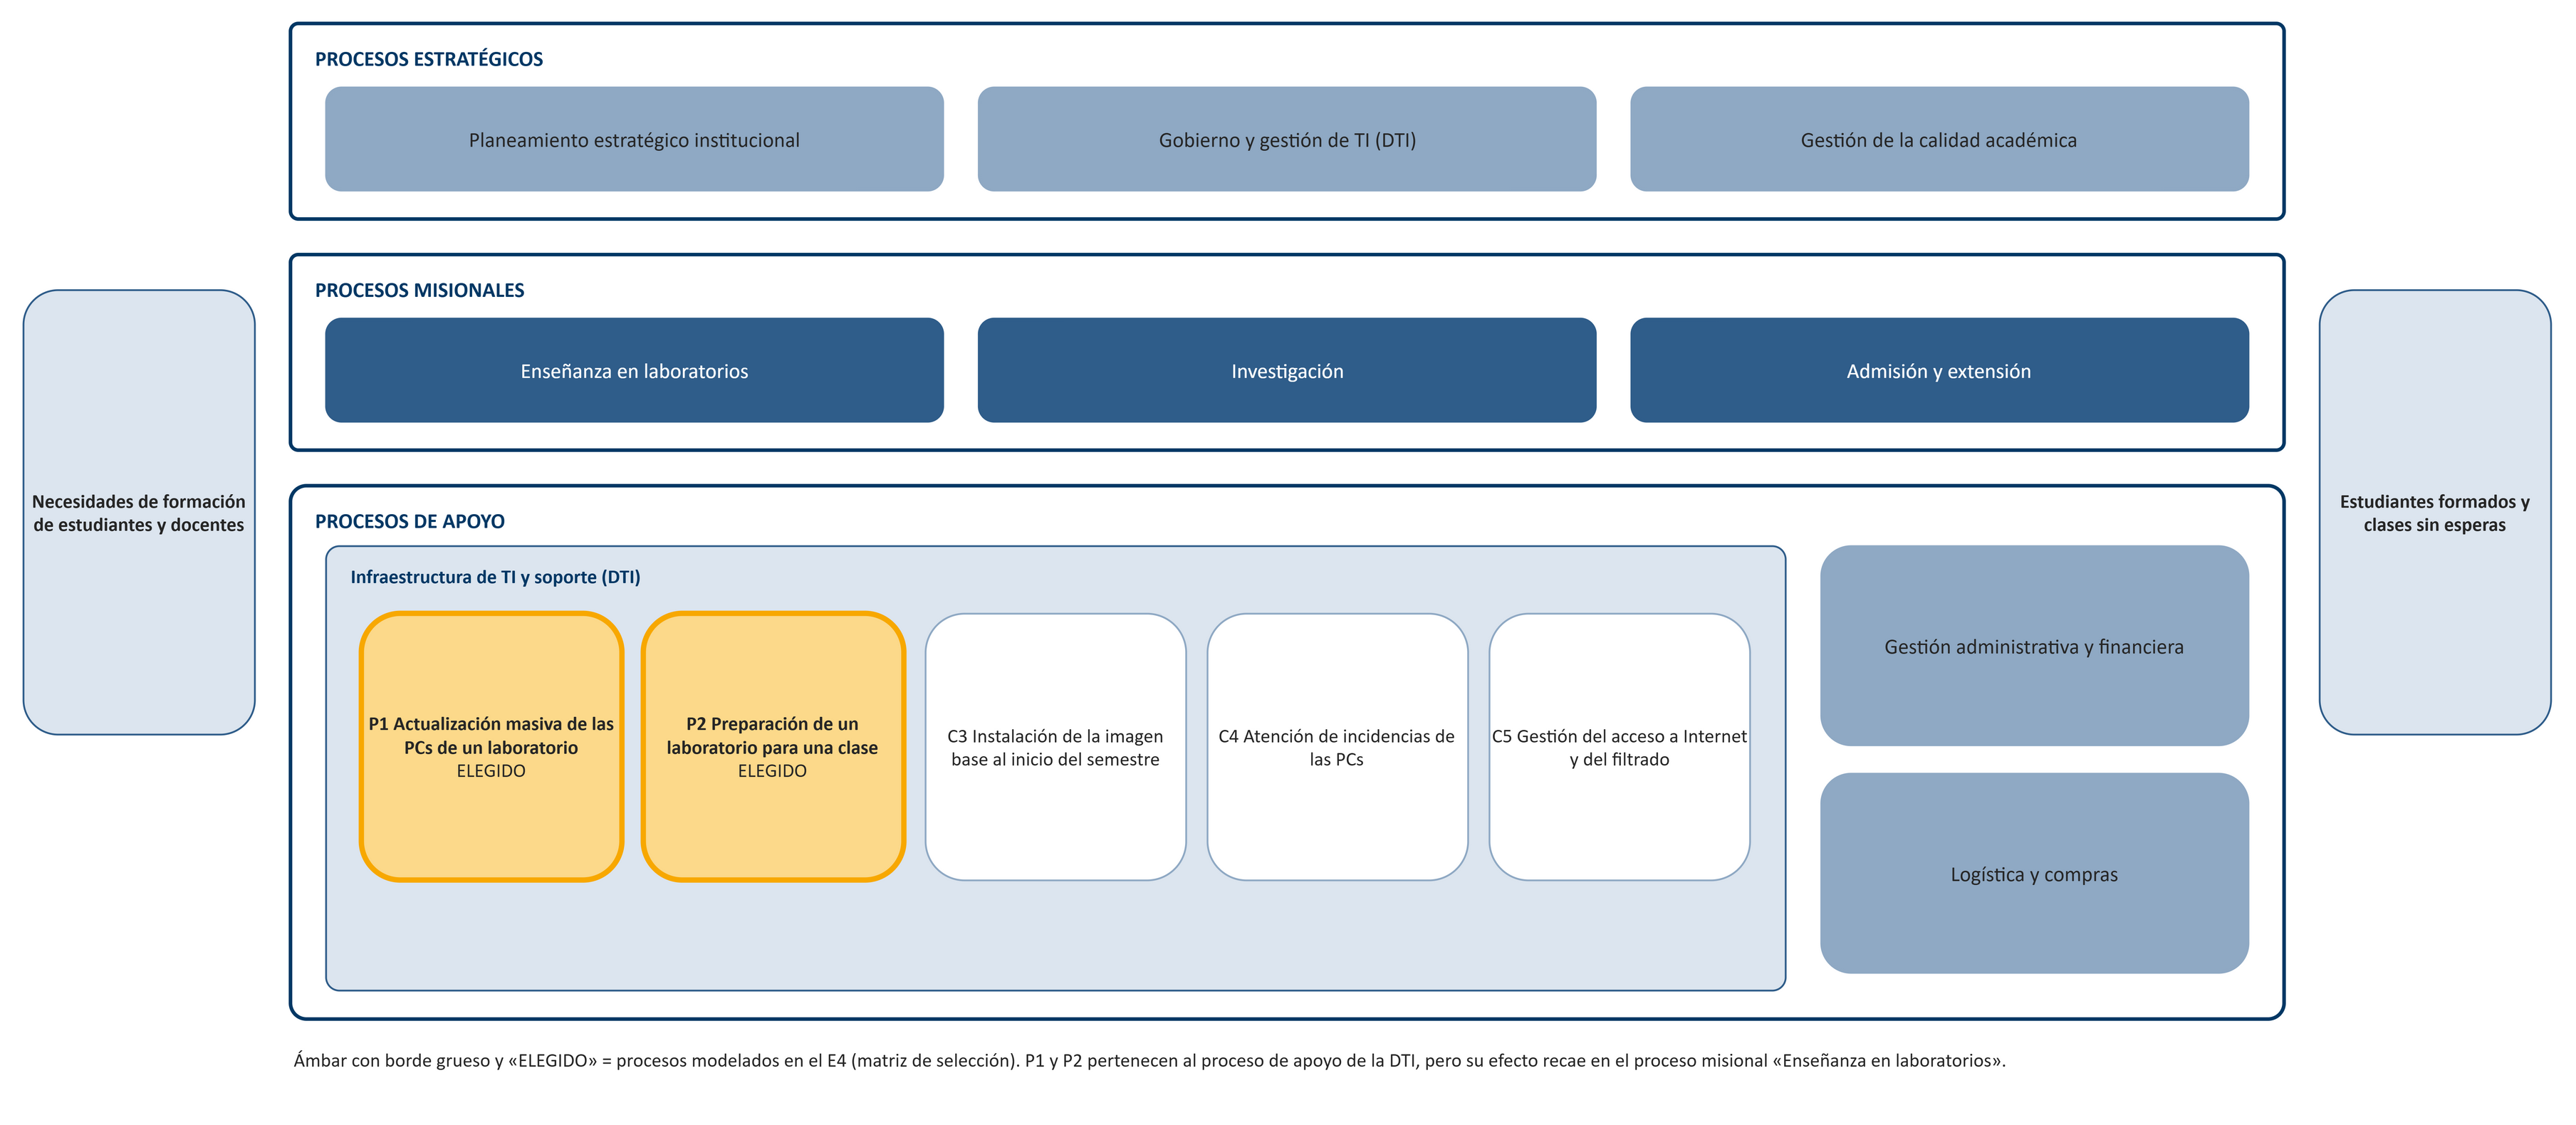 PROCESOS ESTRATÉGICOS
Planeamiento estratégico institucional
Gobierno y gestión de TI (DTI)
Gestión de la calidad académica
PROCESOS MISIONALES
Enseñanza en laboratorios
Investigación
Admisión y extensión
Necesidades de formación
de estudiantes y docentes
PROCESOS DE APOYO
Infraestructura de TI y soporte (DTI)
P1 Actualización masiva de las
PCs de un laboratorio
ELEGIDO
P2 Preparación de un
laboratorio para una clase
ELEGIDO
C3 Instalación de la imagen
base al inicio del semestre
C4 Atención de incidencias de
las PCs
C5 Gestión del acceso a Internet
y del filtrado
Gestión administrativa y financiera
Logística y compras
Estudiantes formados y
clases sin esperas
Ámbar con borde grueso y «ELEGIDO» = procesos modelados en el E4 (matriz de selección). P1 y P2 pertenecen al proceso de apoyo de la DTI, pero su efecto recae en el proceso misional «Enseñanza en laboratorios».